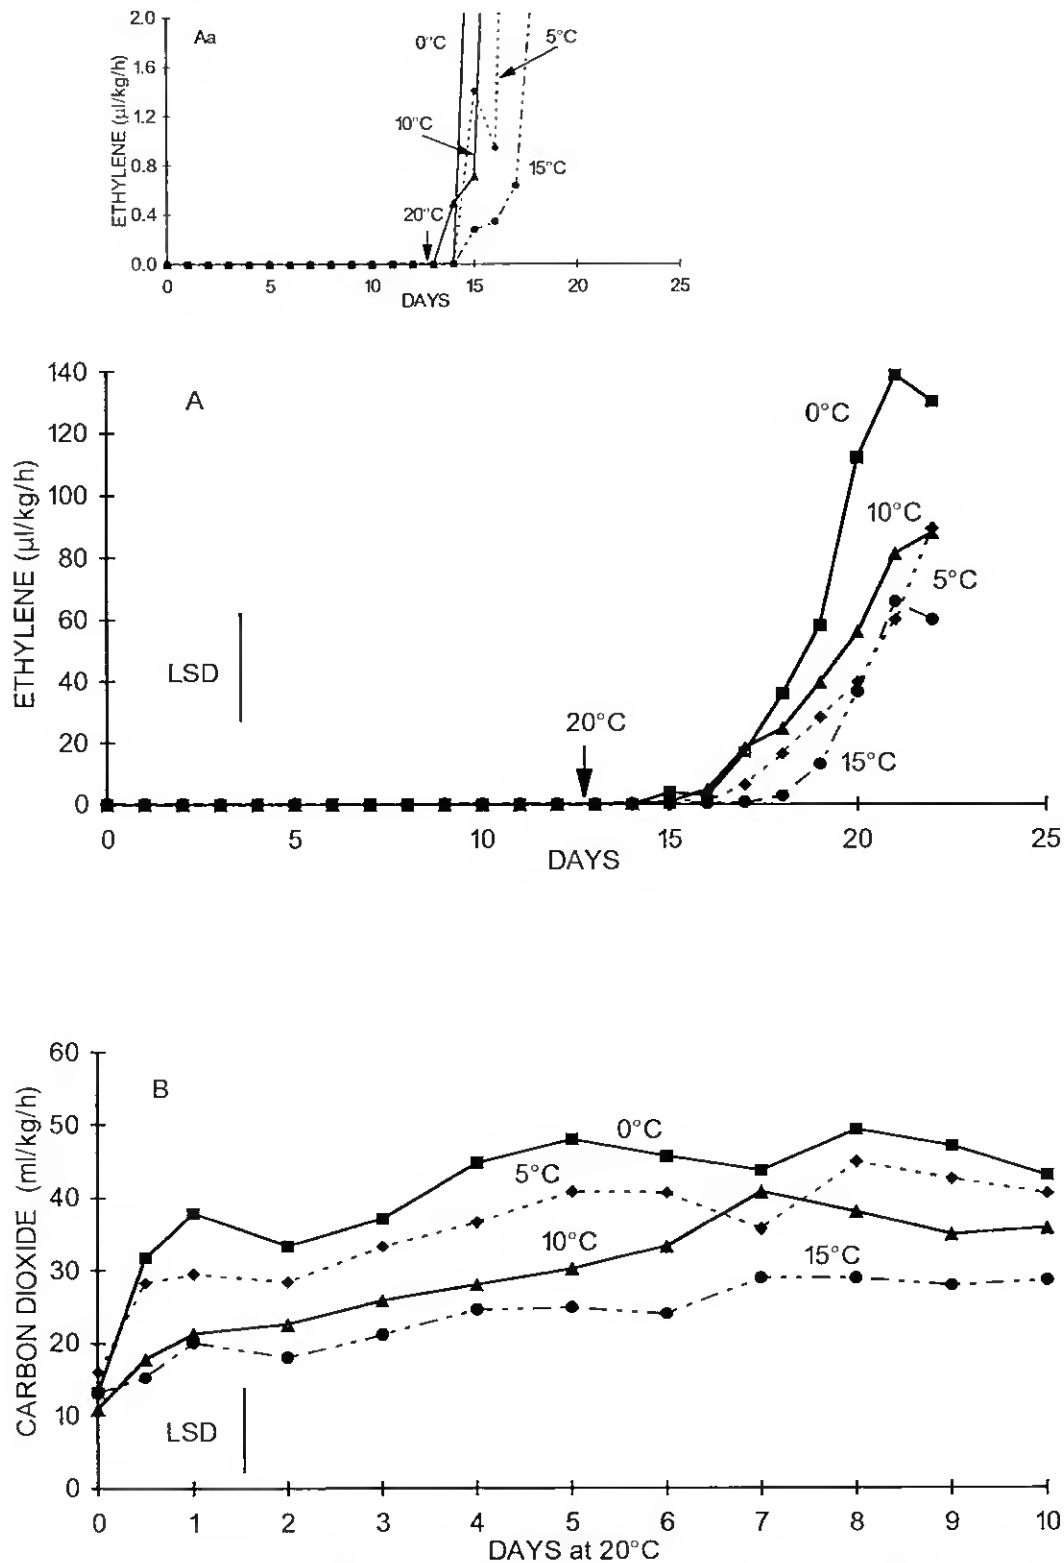 2.0
Aa
0"C
5°C
1.6
1.2
10"C
0.8
15°C
20"C
0.4
0.0
ETHYLENE (µl/kg/h)
0 5 10 15 20 25
DAYS
140
A
0°C
120
100
10°C
80
5°C
60
LSD
40
20°C
20
15°C
0
ETHYLENE (µl/kg/h)
0 5 10 15 20 25
DAYS
60
B
50
0°C
5°C
40
10°C
15°C
30
20
10
LSD
0
CARBON DIOXIDE (ml/kg/h)
0 1 2 3 4 5 6 7 8 9 10
DAYS at 20°C